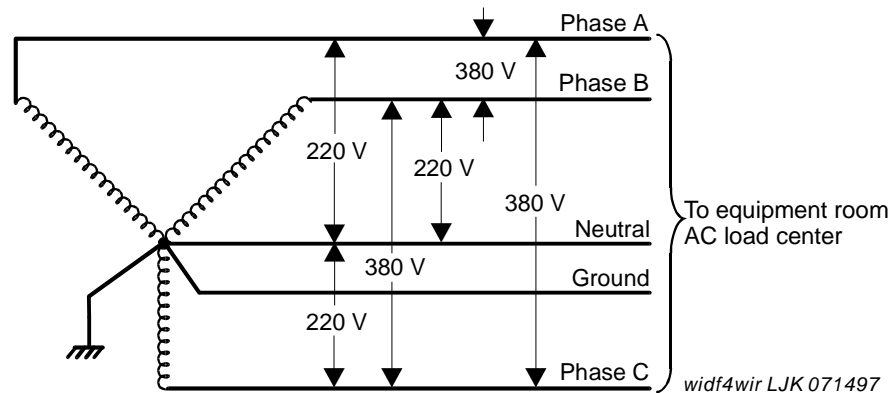 Phase A
380 V
Phase B
220 V
220 V
380 V
To equipment room
AC load center
Neutral
380 V
Ground
220 V
Phase C
widf4wir LJK 071497